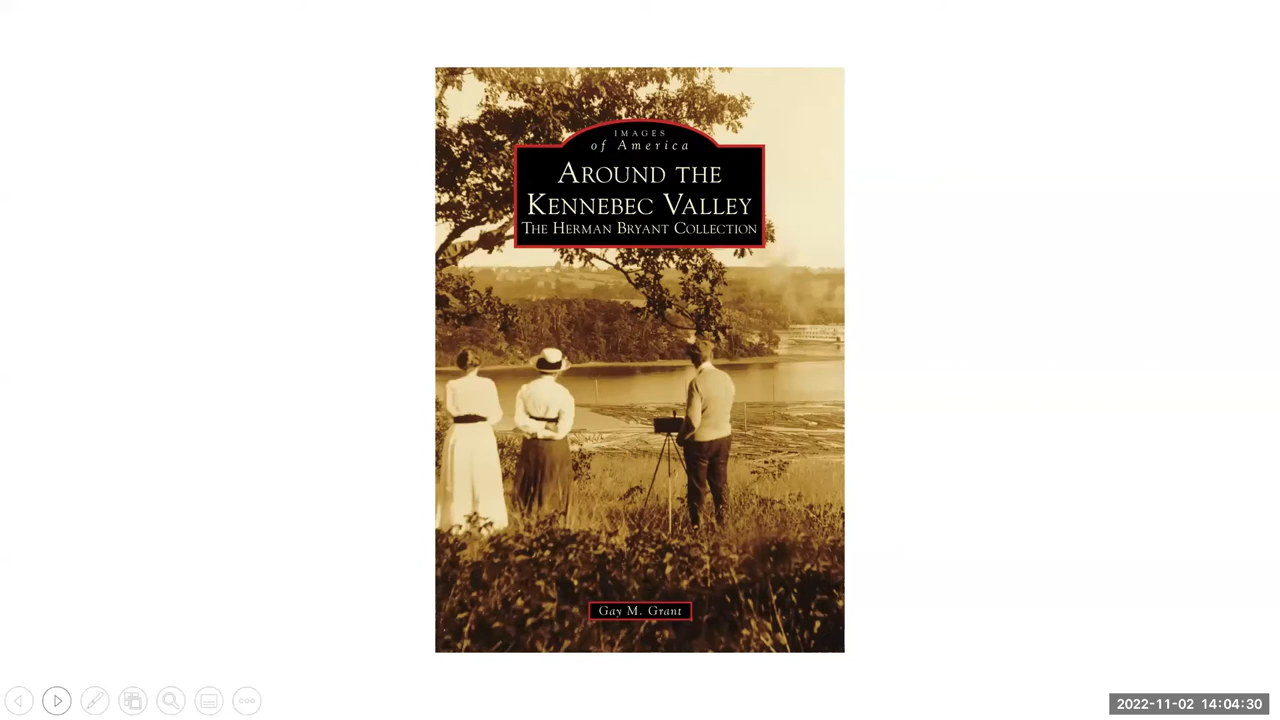 IMAGES
of America
AROUND THE
KENNEBEC VALLEY
THE HERMAN BRYANT COLLECTION
Gay M. Grant
2022-11-02 14:04:30